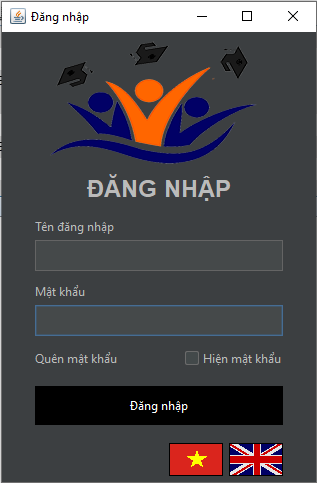 Đăng nhập
ĐĂNG NHẬP
Tên đăng nhập
Mật khẩu
Quên mật khẩu Hiện mật khẩu
Đăng nhập